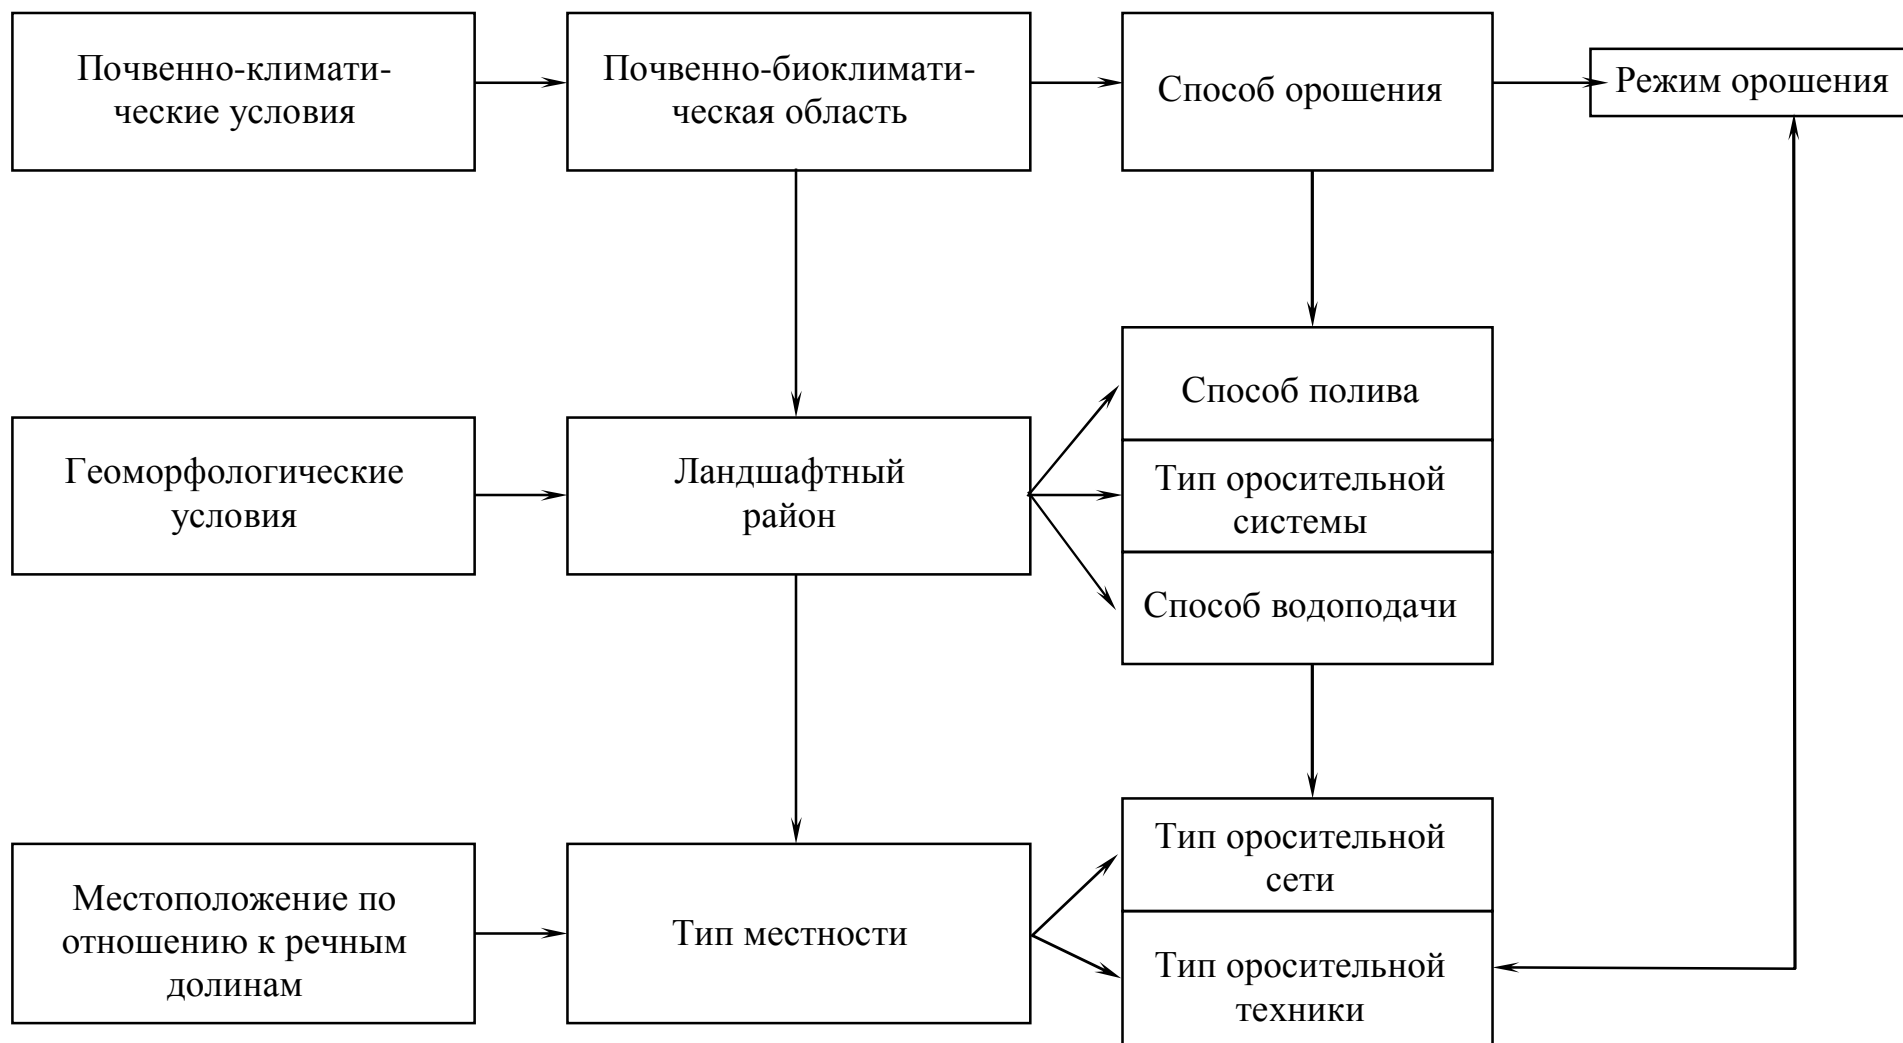 Почвенно-климати-
ческие условия
Почвенно-биоклимати-
ческая область
Способ орошения
Режим орошения
Геоморфологические
условия
Ландшафтный
район
Способ полива
Тип оросительной
системы
Способ водоподачи
Местоположение по
отношению к речным
долинам
Тип местности
Тип оросительной
сети
Тип оросительной
техники